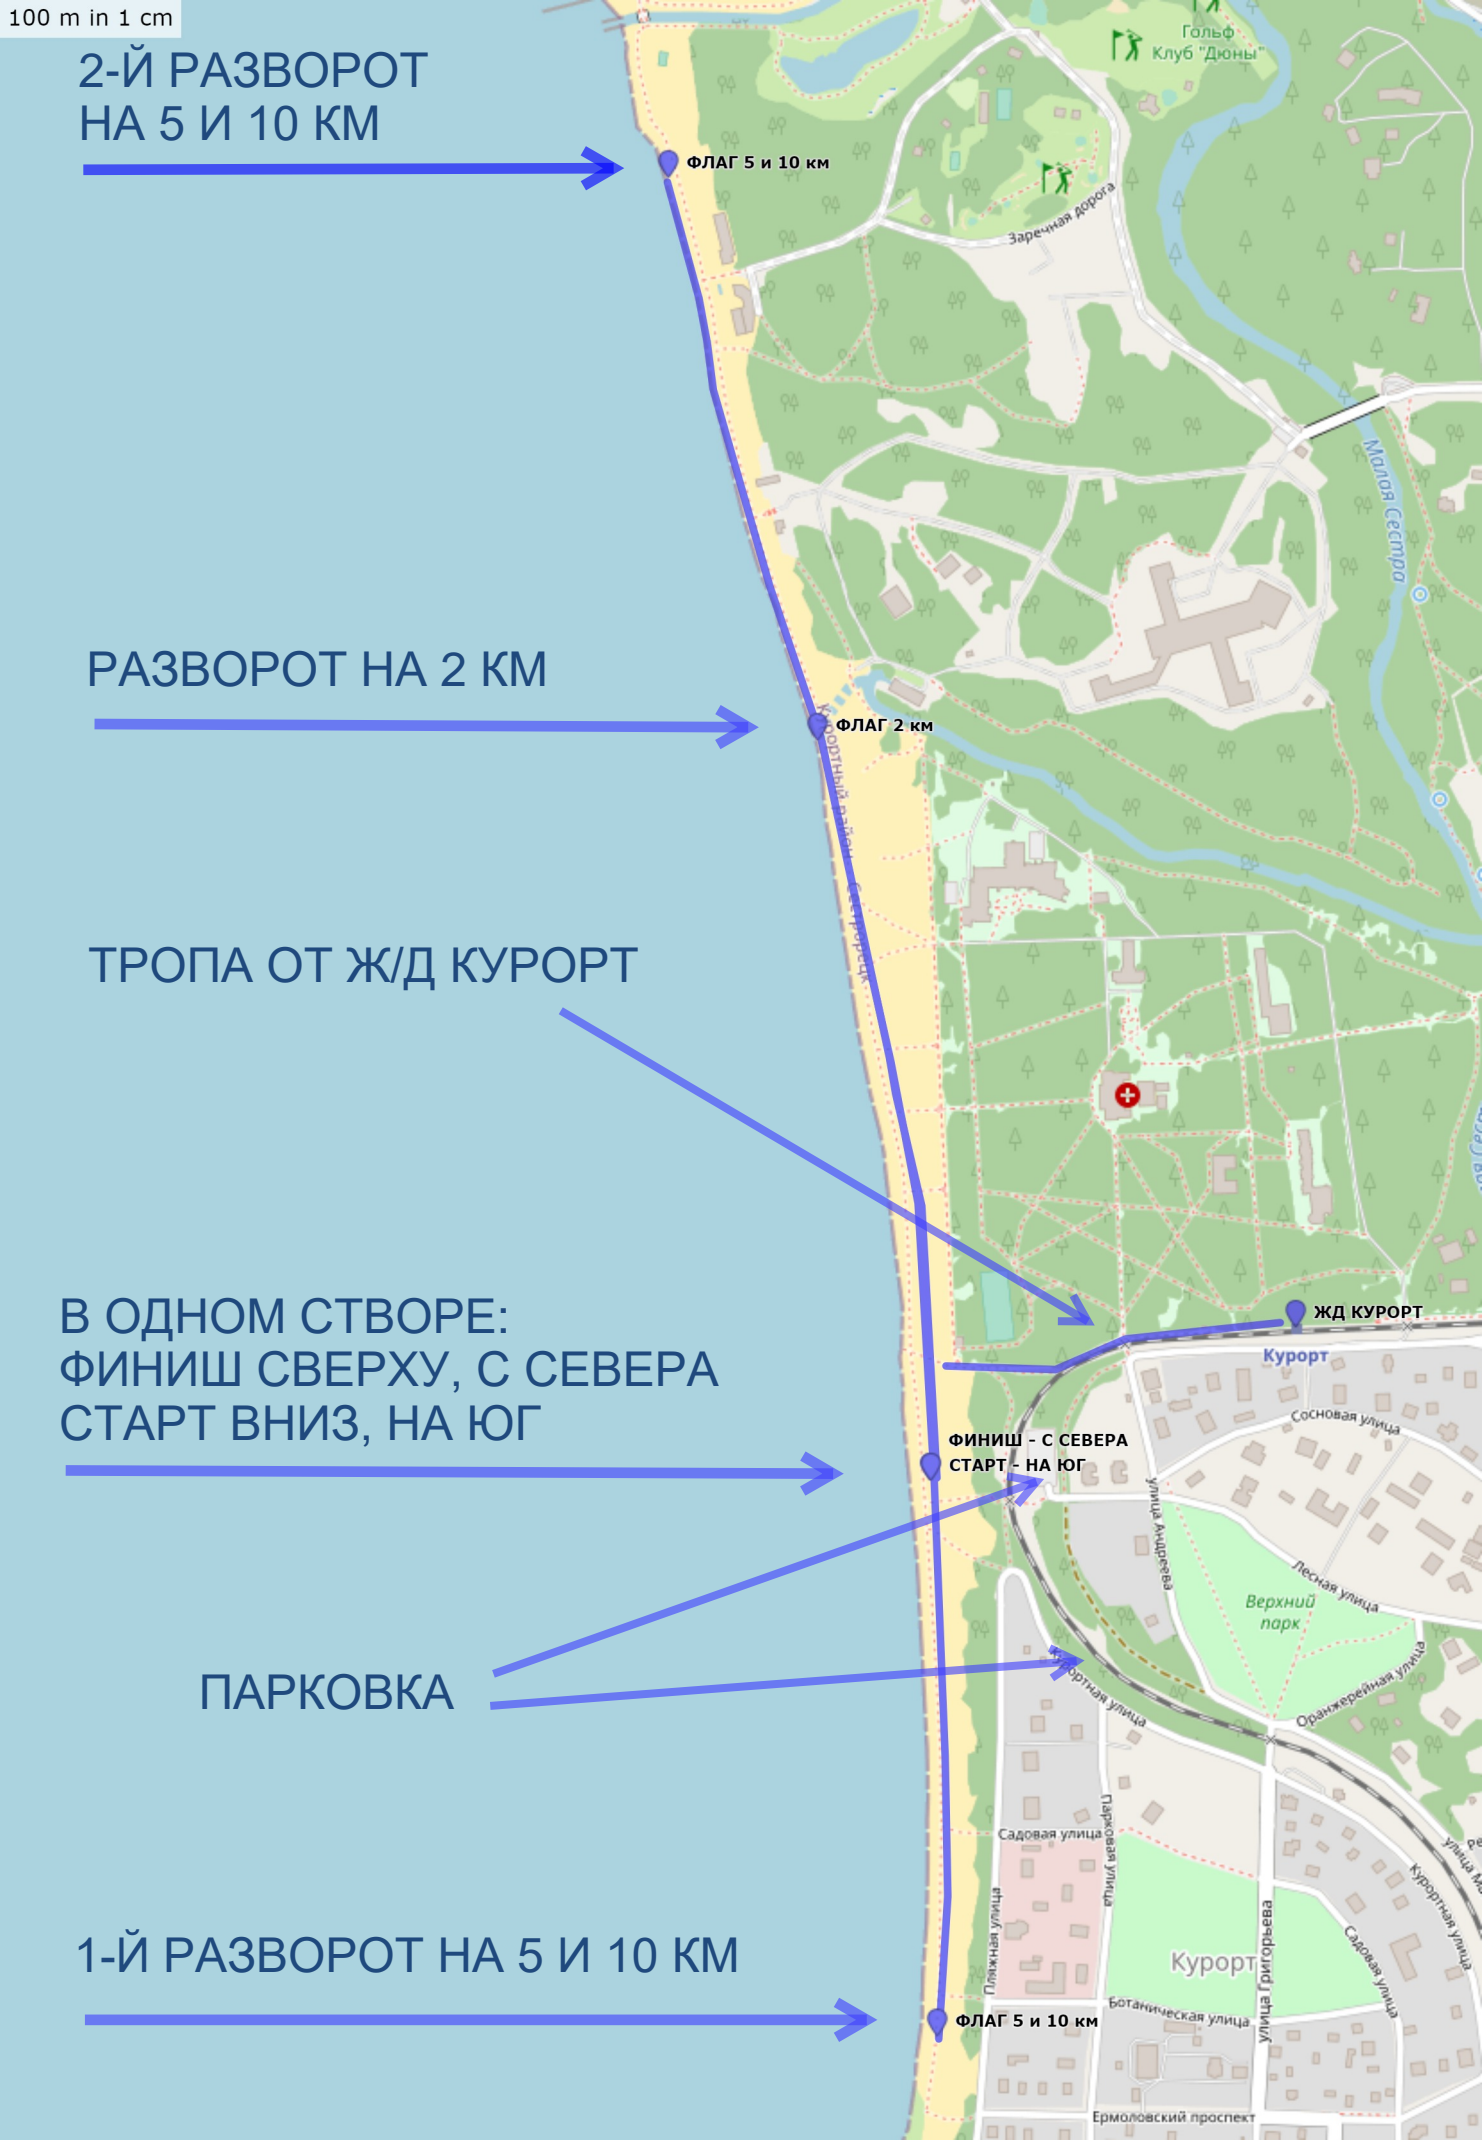 100 m in 1 cm
2-Й РАЗВОРОТ
НА 5 И 10 КМ
Гольф
Клуб "Дюны"
ФЛАГ 5 и 10 км
Заречная дорога
Малая Сестра
РАЗВОРОТ НА 2 КМ
ФЛАГ 2 км
Курортный район
Сестрорецк
ТРОПА ОТ Ж/Д КУРОРТ
ЖД КУРОРТ
Курорт
В ОДНОМ СТВОРЕ:
ФИНИШ СВЕРХУ, С СЕВЕРА
СТАРТ ВНИЗ, НА ЮГ
ФИНИШ - С СЕВЕРА
СТАРТ - НА ЮГ
Сосновая улица
улица Андреева
Лесная улица
Верхний
парк
Оранжерейная улица
ПАРКОВКА
Курортная улица
Парковая улица
Садовая улица
Пляжная улица
улица Григорьева
Курортная улица
Садовая улица
Курорт
1-Й РАЗВОРОТ НА 5 И 10 КМ
ФЛАГ 5 и 10 км
Ботаническая улица
Ермоловский проспект